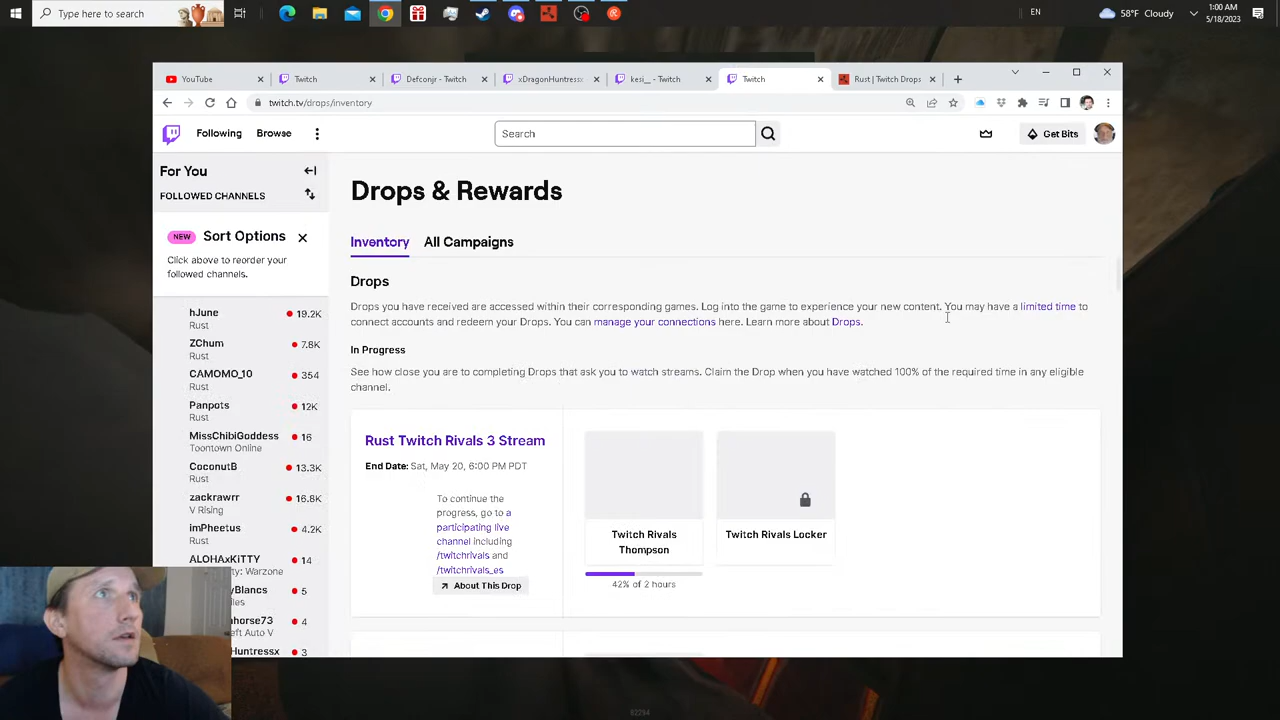 Type here to search
EN
58°F Cloudy
1:00 AM
5/18/2023
YouTube
Twitch
Defconjr - Twitch
xDragonHuntressx
kesi__ - Twitch
Twitch
Rust | Twitch Drops
twitch.tv/drops/inventory
Following
Browse
Search
Get Bits
For You
FOLLOWED CHANNELS
NEW
Sort Options
Click above to reorder your
followed channels.
hJune
19.2K
Rust
ZChum
7.8K
Rust
CAMOMO_10
354
Rust
Panpots
12K
Rust
MissChibiGoddess
16
Toontown Online
CoconutB
13.3K
Rust
zackrawrr
16.8K
V Rising
imPheetus
4.2K
Rust
ALOHAxKITTY
14
ty: Warzone
yBlancs
5
les
nhorse73
4
eft Auto V
Huntressx
3
Drops & Rewards
Inventory
All Campaigns
Drops
Drops you have received are accessed within their corresponding games. Log into the game to experience your new content. You may have a limited time to
connect accounts and redeem your Drops. You can manage your connections here. Learn more about Drops.
In Progress
See how close you are to completing Drops that ask you to watch streams. Claim the Drop when you have watched 100% of the required time in any eligible
channel.
Rust Twitch Rivals 3 Stream
End Date: Sat, May 20, 6:00 PM PDT
To continue the
progress, go to a
participating live
channel including
/twitchrivals and
/twitchrivals_es
About This Drop
Twitch Rivals
Thompson
42% of 2 hours
Twitch Rivals Locker